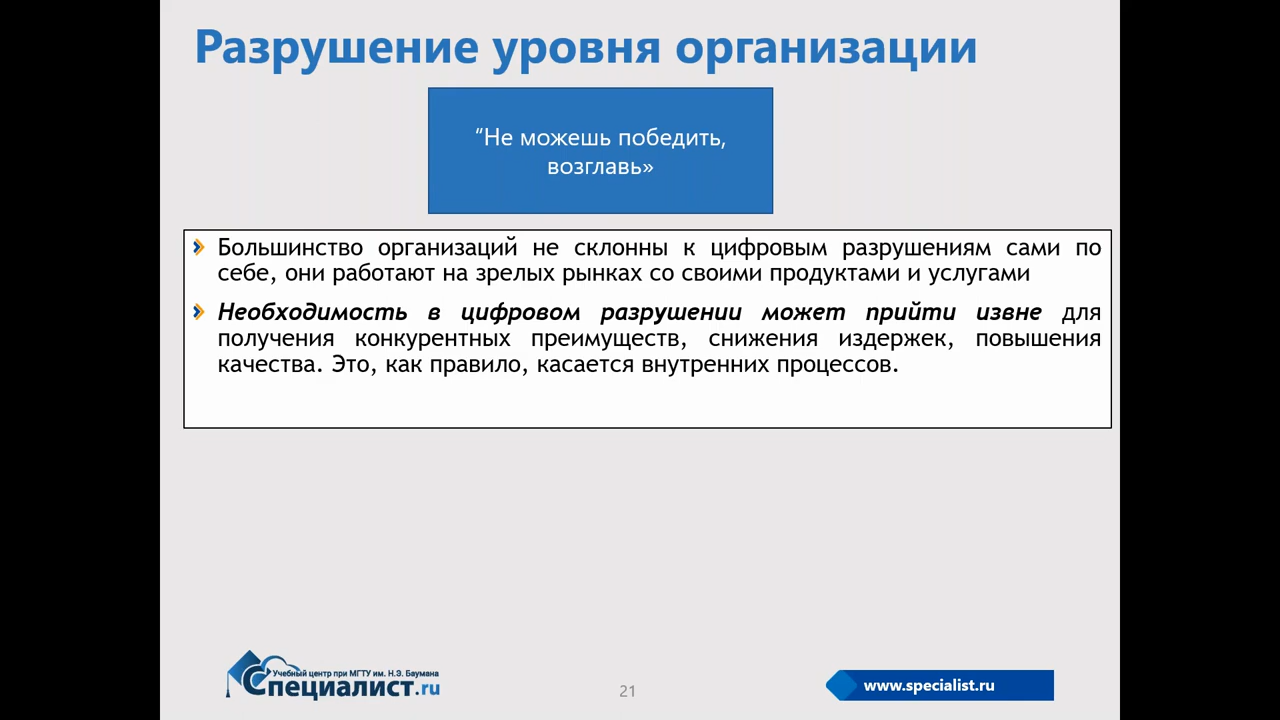 Разрушение уровня организации
“Не можешь победить,
возглавь»
Большинство организаций не склонны к цифровым разрушениям сами по
себе, они работают на зрелых рынках со своими продуктами и услугами
Необходимость в цифровом разрушении может прийти извне для
получения конкурентных преимуществ, снижения издержек, повышения
качества. Это, как правило, касается внутренних процессов.
Учебный центр при МГТУ им. Н.Э. Баумана
Специалист.ru
21
www.specialist.ru